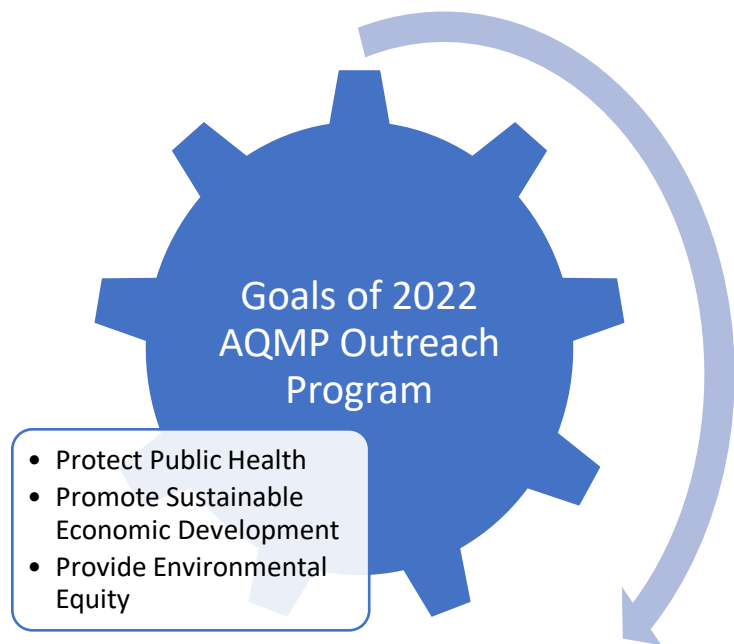 Goals of 2022
AQMP Outreach
Program
• Protect Public Health
• Promote Sustainable
Economic Development
• Provide Environmental
Equity